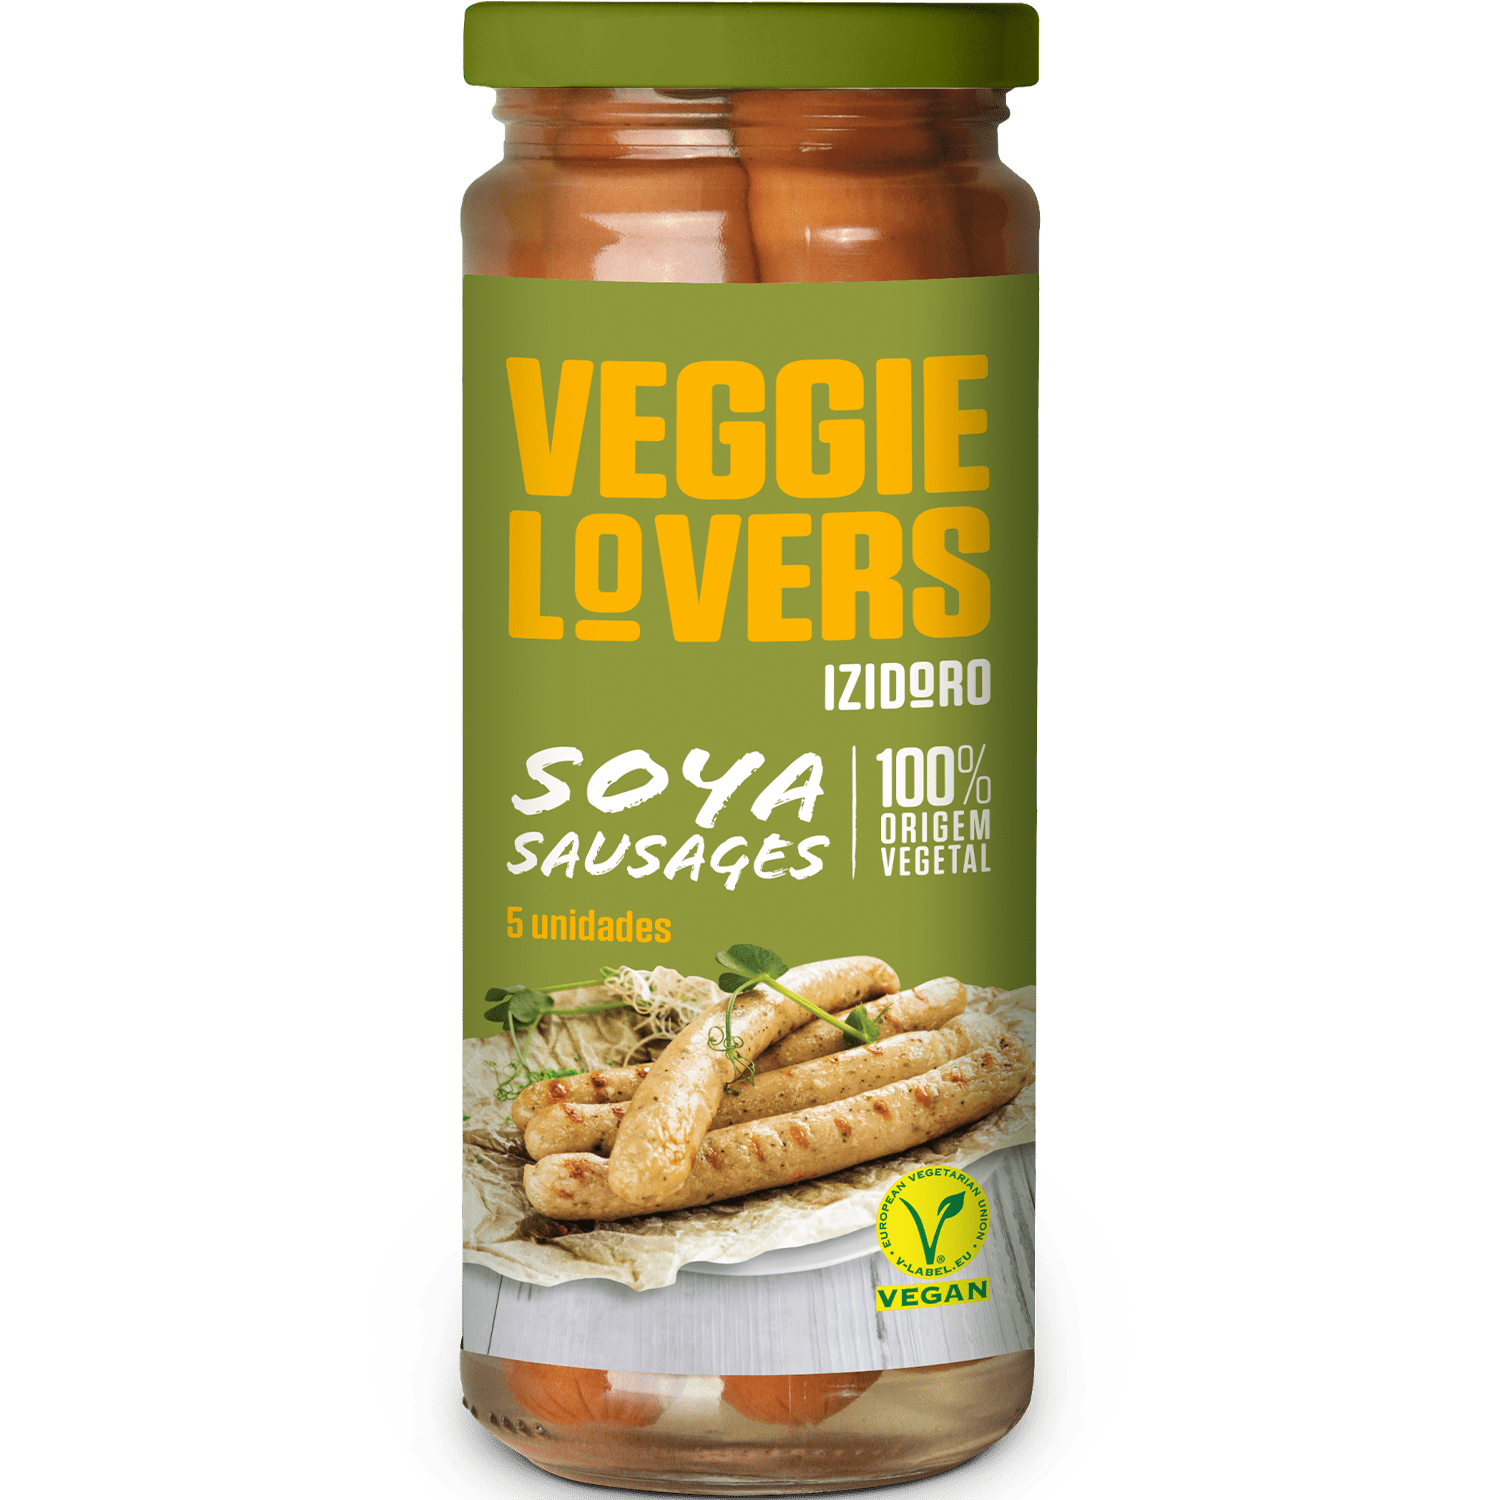 VEGGIE
LOVERS
IZIDORO
SOYA
SAUSAGES
100%
ORIGEM
VEGETAL
5 unidades
EUROPEAN VEGETARIAN UNION
V-LABEL.EU
®
VEGAN